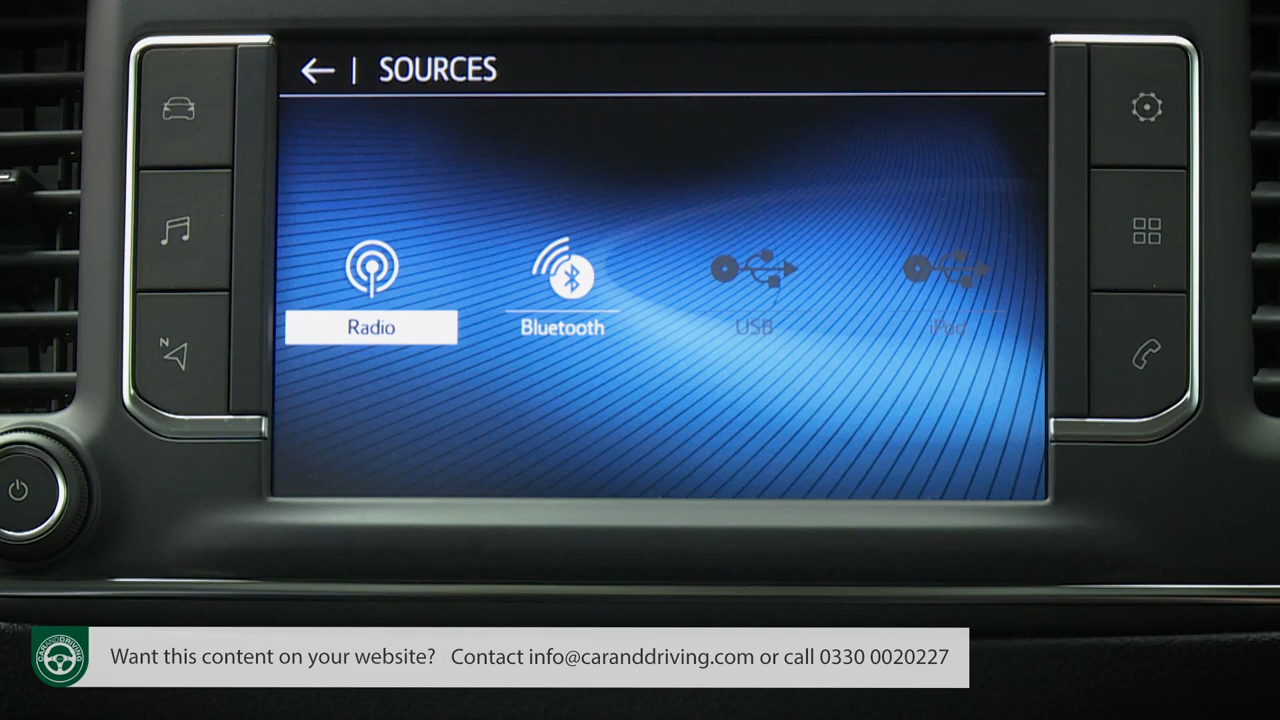 SOURCES
Radio
Bluetooth
USB
iPod
N
CARANDDRIVING
Want this content on your website? Contact info@caranddriving.com or call 0330 0020227